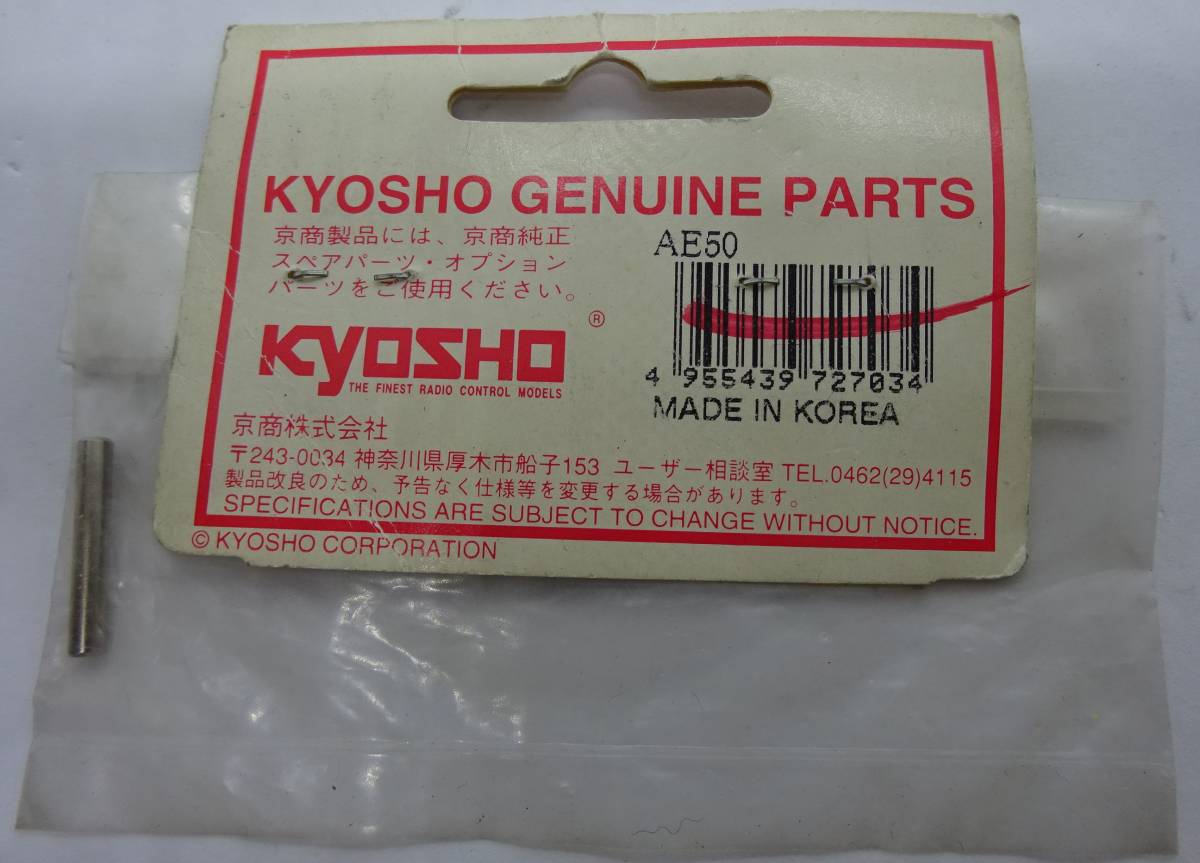 KYOSHO GENUINE PARTS
京商製品には、京商純正
スペアパーツ・オプション
パーツをご使用ください。
AE50
4 955439 727034
MADE IN KOREA
KYOSHO ®
THE FINEST RADIO CONTROL MODELS
京商株式会社
〒243-0034 神奈川県厚木市船子153 ユーザー相談室 TEL.0462(29)4115
製品改良のため、予告なく仕様等を変更する場合があります。
SPECIFICATIONS ARE SUBJECT TO CHANGE WITHOUT NOTICE.
© KYOSHO CORPORATION